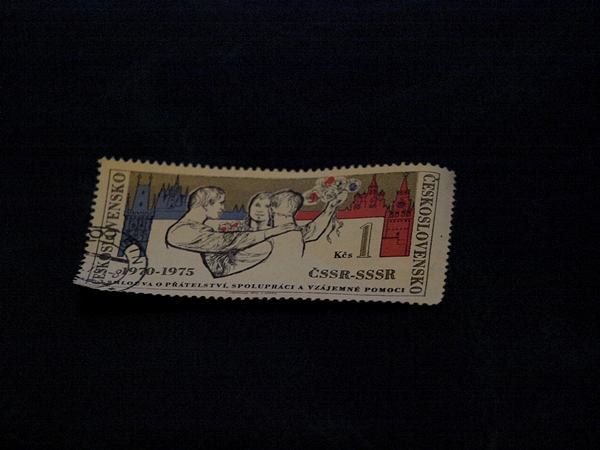 ČESKOSLOVENSKO
ČESKOSLOVENSKO
Kčs 1
1970-1975
ČSSR-SSSR
SMLOUVA O PŘÁTELSTVÍ, SPOLUPRÁCI A VZÁJEMNÉ POMOCI